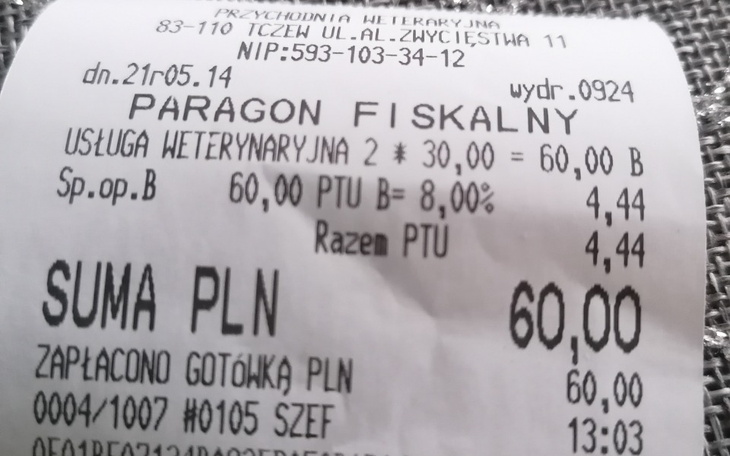 PRZYCHODNIA WETERARYJNA
83-110 TCZEW UL.AL.ZWYCIĘSTWA 11
NIP:593-103-34-12
dn.21r05.14 wydr.0924
PARAGON FISKALNY
USŁUGA WETERYNARYJNA 2 * 30,00 = 60,00 B
Sp.op.B 60,00 PTU B= 8,00% 4,44
Razem PTU 4,44
SUMA PLN 60,00
ZAPŁACONO GOTÓWKĄ PLN 60,00
0004/1007 #0105 SZEF 13:03